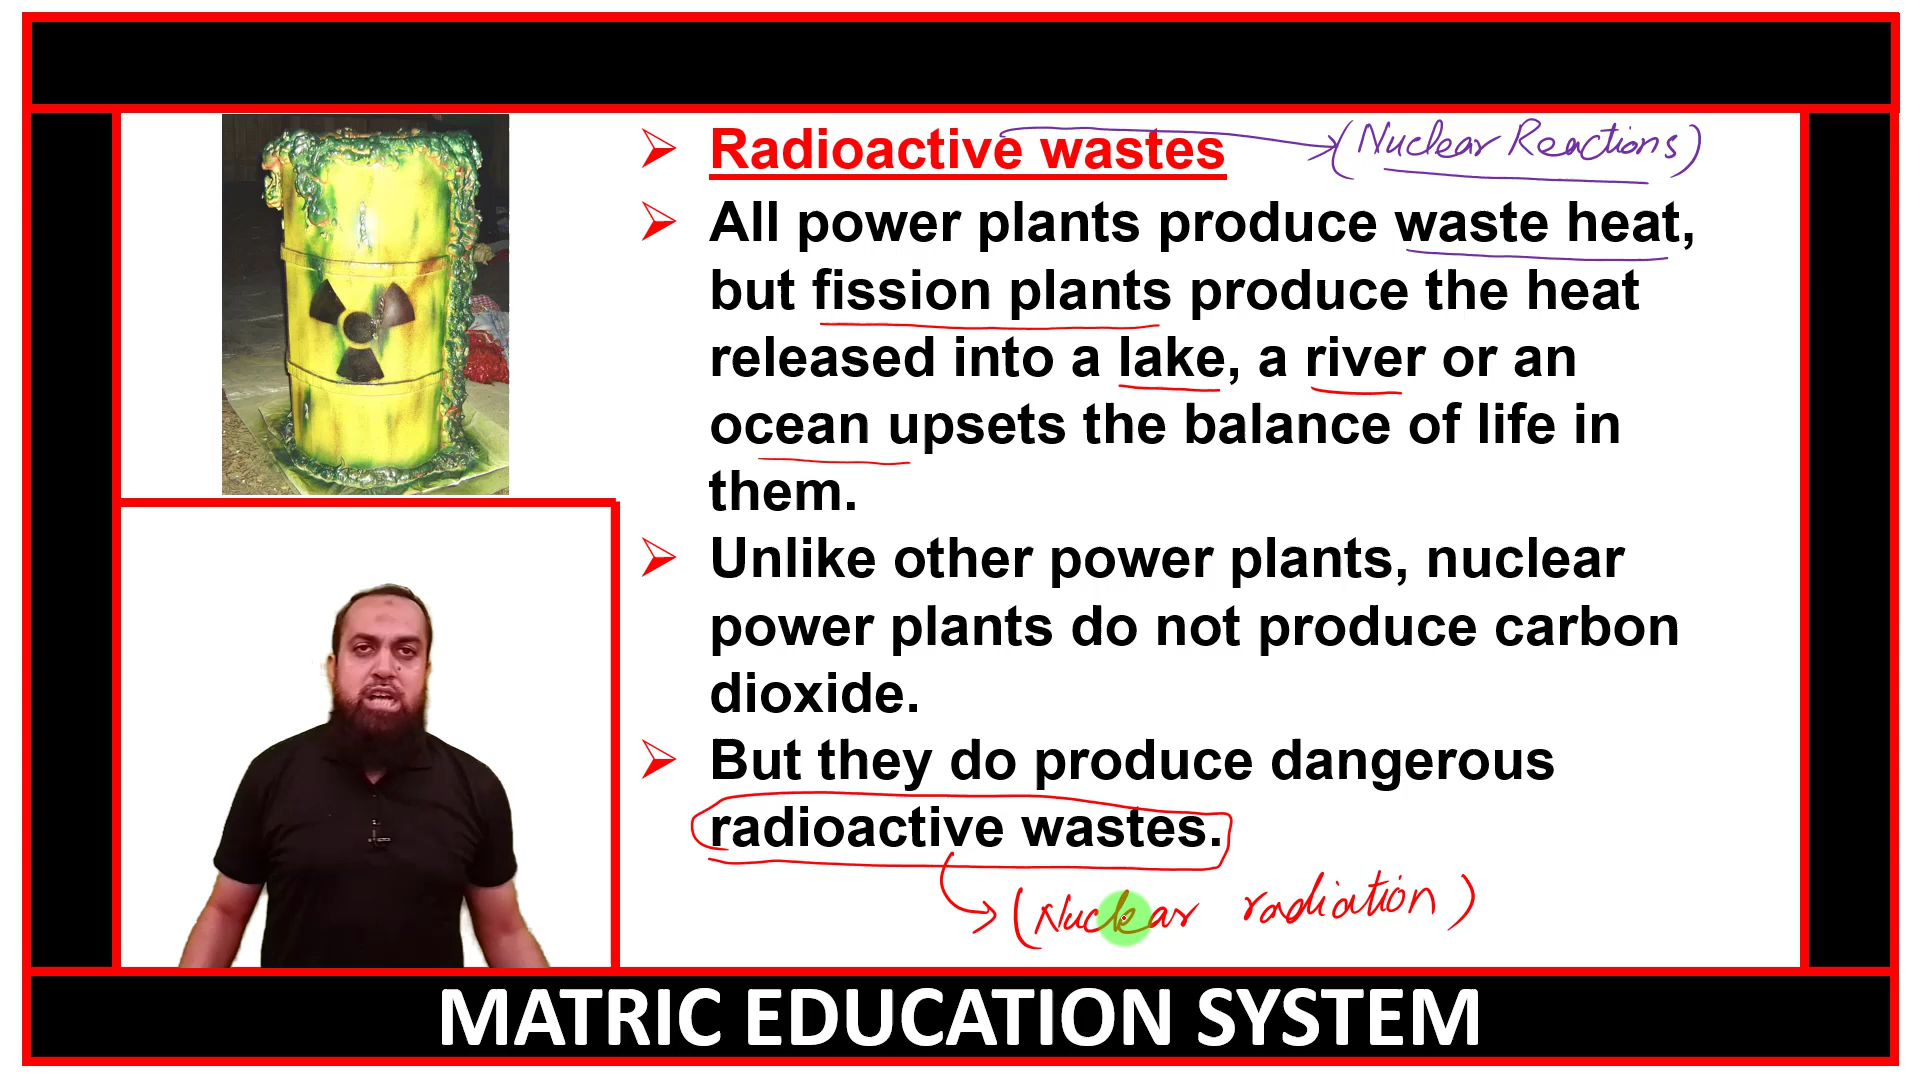 Radioactive wastes (Nuclear Reactions)
All power plants produce waste heat,
but fission plants produce the heat
released into a lake, a river or an
ocean upsets the balance of life in
them.
Unlike other power plants, nuclear
power plants do not produce carbon
dioxide.
But they do produce dangerous
radioactive wastes.
(Nuclear radiation)
MATRIC EDUCATION SYSTEM